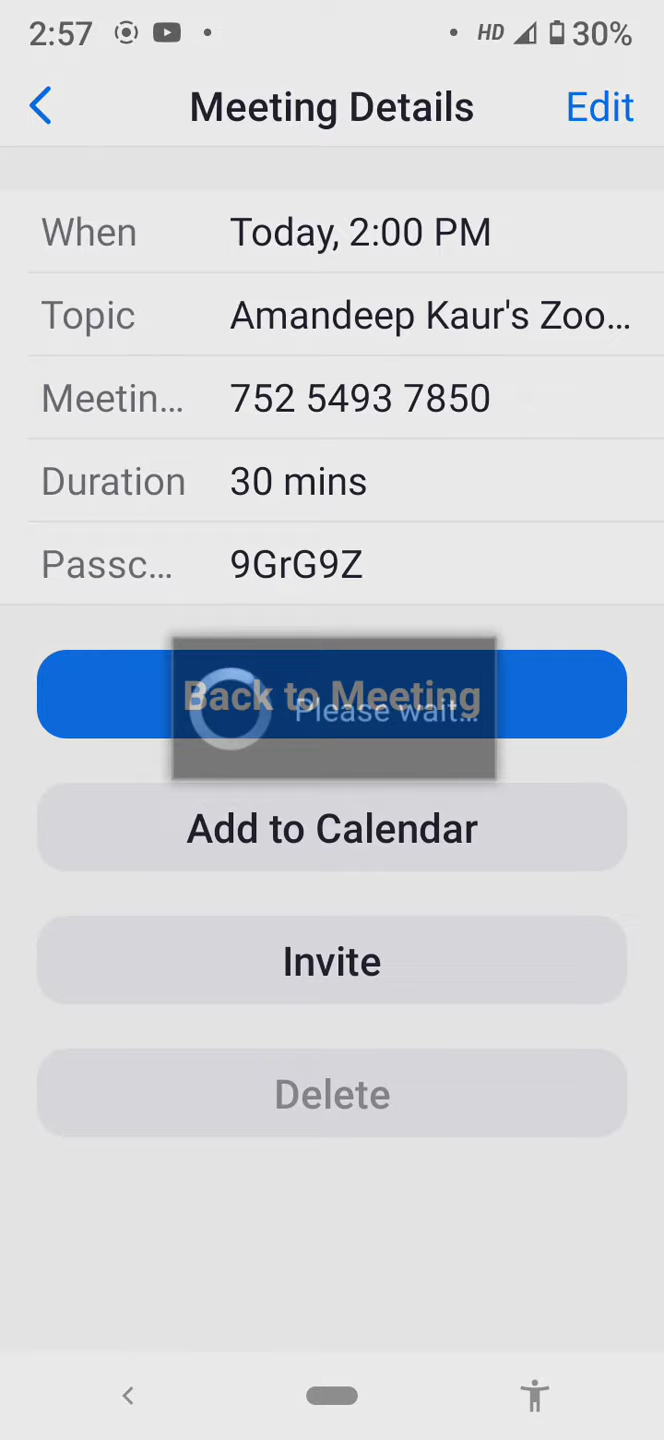 2:57 HD 30%
Meeting Details Edit
When Today, 2:00 PM
Topic Amandeep Kaur's Zoo...
Meetin... 752 5493 7850
Duration 30 mins
Passc... 9GrG9Z
Back to Meeting
Please wait...
Add to Calendar
Invite
Delete